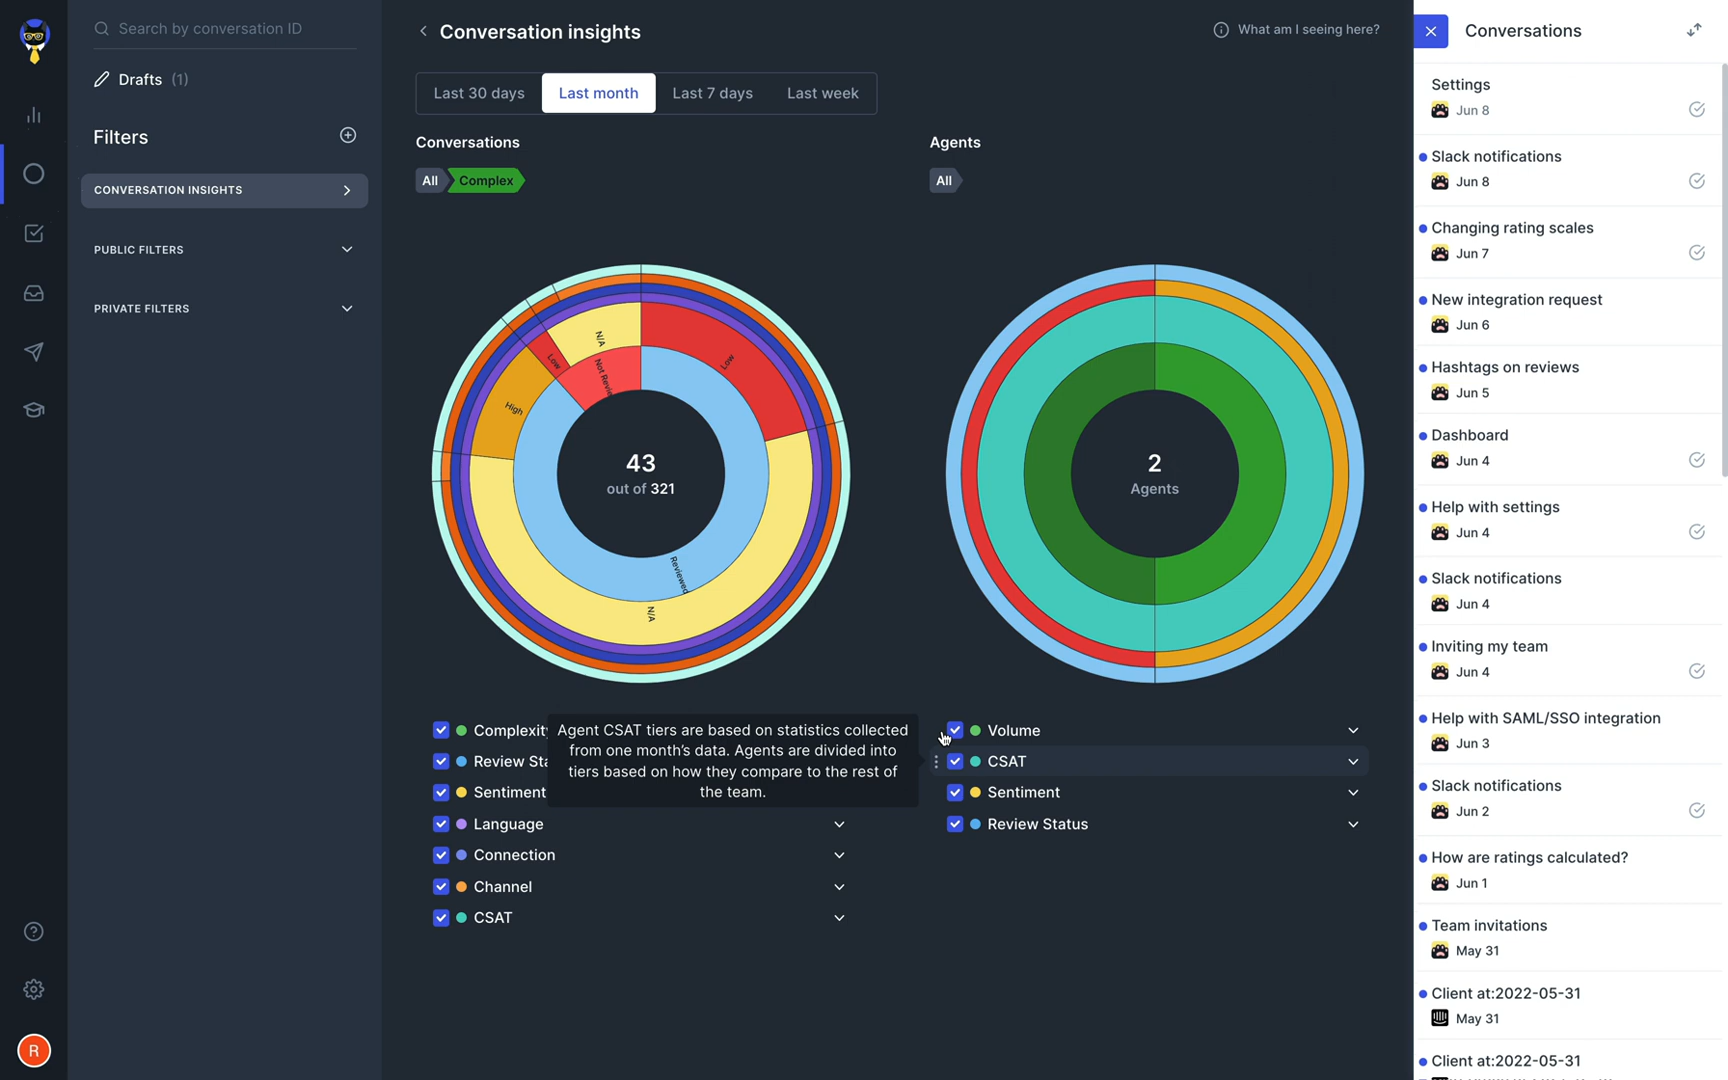 Search by conversation ID
Drafts (1)
Filters
CONVERSATION INSIGHTS
PUBLIC FILTERS
PRIVATE FILTERS
R
Conversation insights
What am I seeing here?
Last 30 days
Last month
Last 7 days
Last week
Conversations
All
Complex
Low
N/A
Not Revie
Low
High
43
out of 321
Reviewed
N/A
Agents
All
2
Agents
Complexity
Review Sta
Sentiment
Language
Connection
Channel
CSAT
Agent CSAT tiers are based on statistics collected
from one month's data. Agents are divided into
tiers based on how they compare to the rest of
the team.
Volume
CSAT
Sentiment
Review Status
Conversations
Settings
Jun 8
Slack notifications
Jun 8
Changing rating scales
Jun 7
New integration request
Jun 6
Hashtags on reviews
Jun 5
Dashboard
Jun 4
Help with settings
Jun 4
Slack notifications
Jun 4
Inviting my team
Jun 4
Help with SAML/SSO integration
Jun 3
Slack notifications
Jun 2
How are ratings calculated?
Jun 1
Team invitations
May 31
Client at:2022-05-31
May 31
Client at:2022-05-31